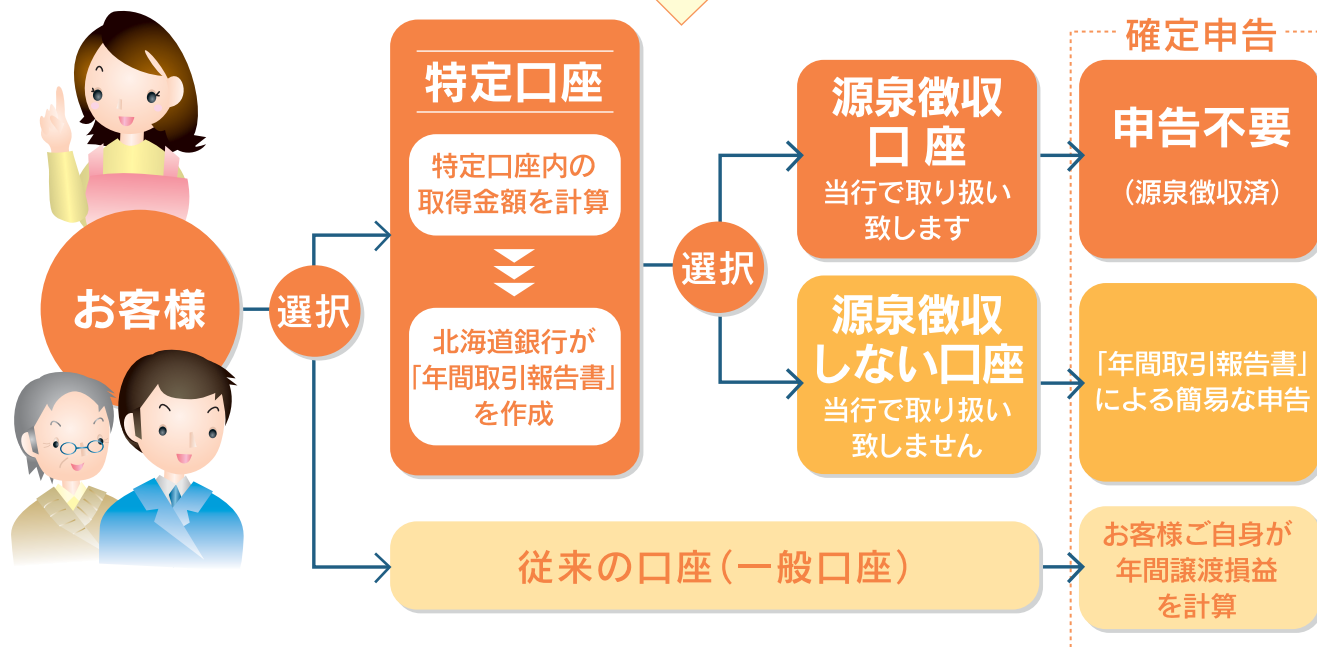 確定申告
特定口座
特定口座内の
取得金額を計算
北海道銀行が
「年間取引報告書」
を作成
お客様
選択
選択
源泉徴収
口 座
当行で取り扱い
致します
申告不要
(源泉徴収済)
源泉徴収
しない口座
当行で取り扱い
致しません
「年間取引報告書」
による簡易な申告
従来の口座(一般口座)
お客様ご自身が
年間譲渡損益
を計算